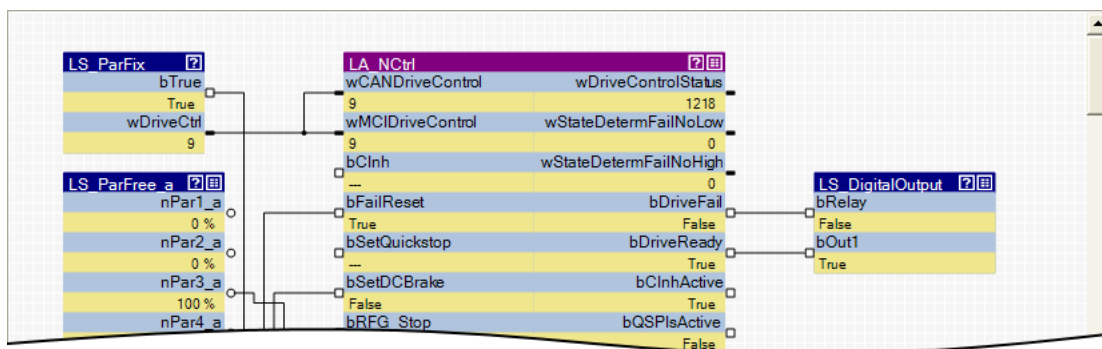 LS_ParFix ?
bTrue
True
wDriveCtrl
9
LS_ParFree_a ?
nPar1_a
0 %
nPar2_a
0 %
nPar3_a
100 %
nPar4_a
LA_NCtrl ?
wCANDriveControl wDriveControlStatus
9 1218
wMCIDriveControl wStateDetermFailNoLow
9 0
bCInh wStateDetermFailNoHigh
--- 0
bFailReset bDriveFail
True False
bSetQuickstop bDriveReady
--- True
bSetDCBrake bCInhActive
False True
bRFG_Stop bQSPIsActive
False
LS_DigitalOutput ?
bRelay
False
bOut1
True